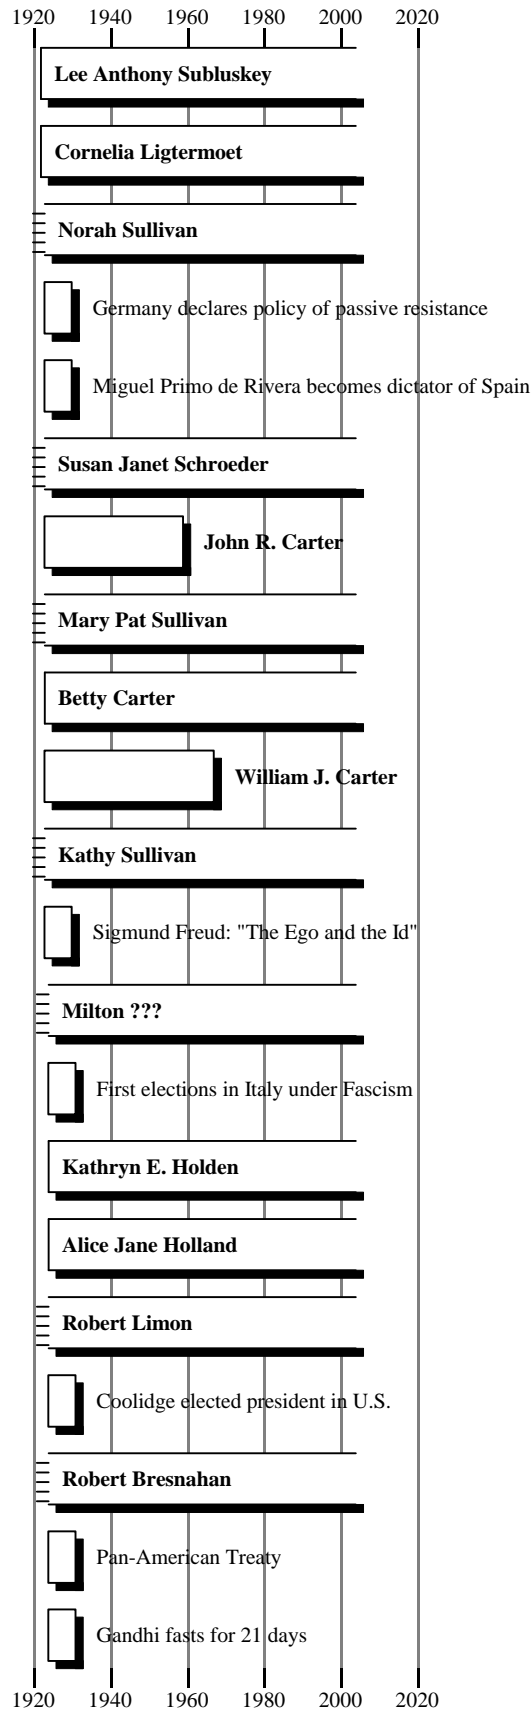 1920 1940 1960 1980 2000 2020
Lee Anthony Subluskey
Cornelia Ligtermoet
Norah Sullivan
Germany declares policy of passive resistance
Miguel Primo de Rivera becomes dictator of Spain
Susan Janet Schroeder
John R. Carter
Mary Pat Sullivan
Betty Carter
William J. Carter
Kathy Sullivan
Sigmund Freud: "The Ego and the Id"
Milton ???
First elections in Italy under Fascism
Kathryn E. Holden
Alice Jane Holland
Robert Limon
Coolidge elected president in U.S.
Robert Bresnahan
Pan-American Treaty
Gandhi fasts for 21 days
1920 1940 1960 1980 2000 2020